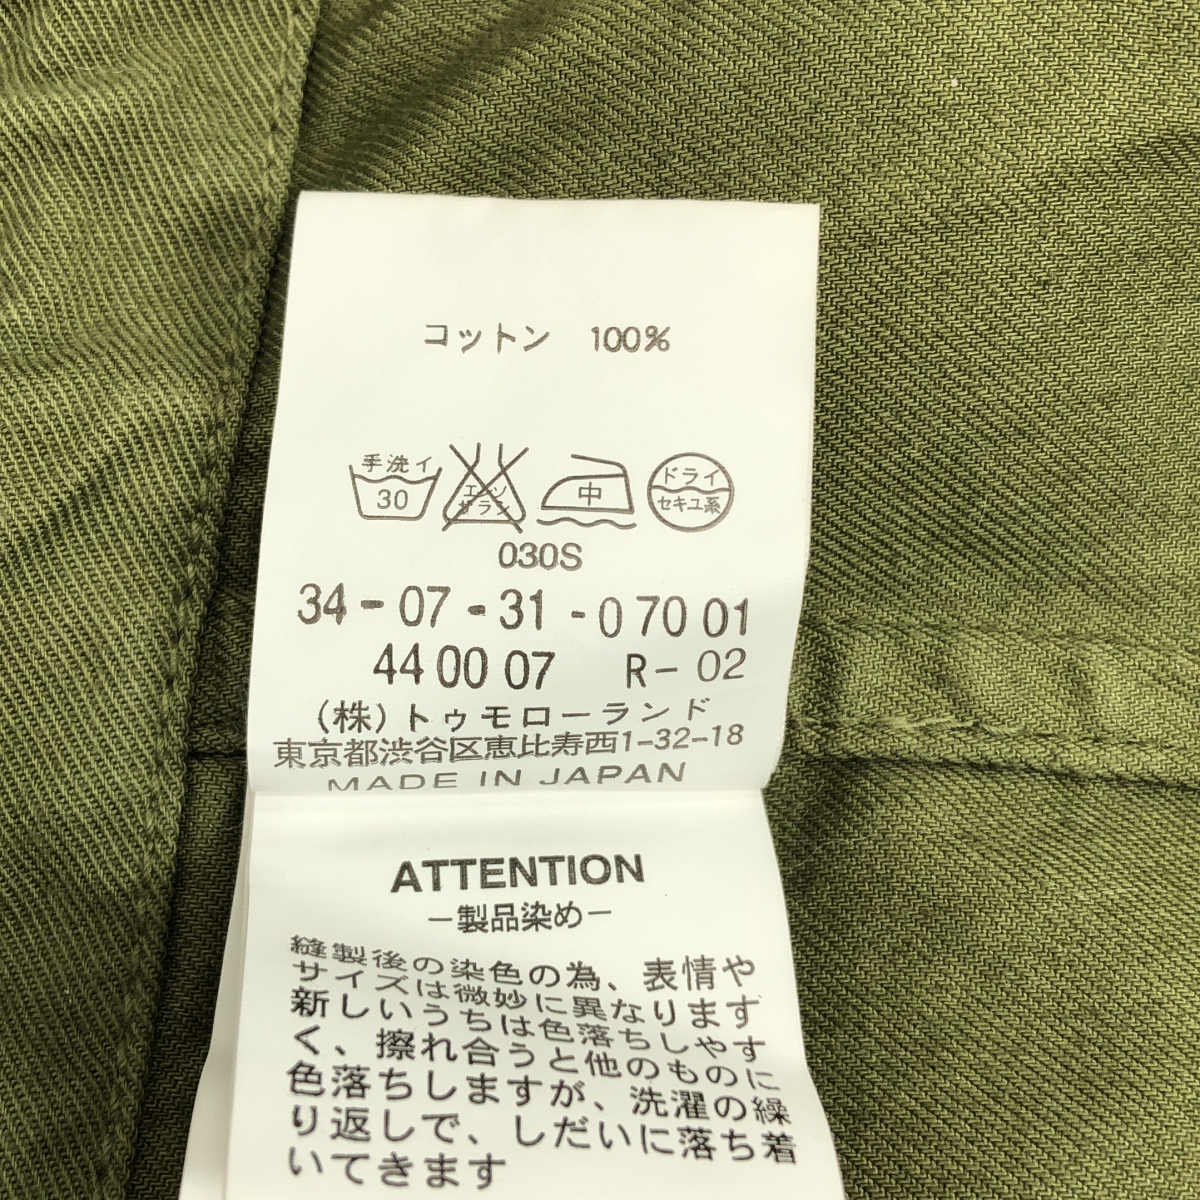 コットン 100%
手洗イ
30
エンソ
サラシ
中
ドライ
セキユ系
030S
34-07-31-07001
440007 R-02
(株)トゥモローランド
東京都渋谷区恵比寿西1-32-18
MADE IN JAPAN
ATTENTION
ー製品染めー
縫製後の染色の為、表情や
サイズは微妙に異なります
新しいうちは色落ちしやす
く、擦れ合うと他のものに
色落ちしますが、洗濯の繰
り返しで、しだいに落ち着
いてきます